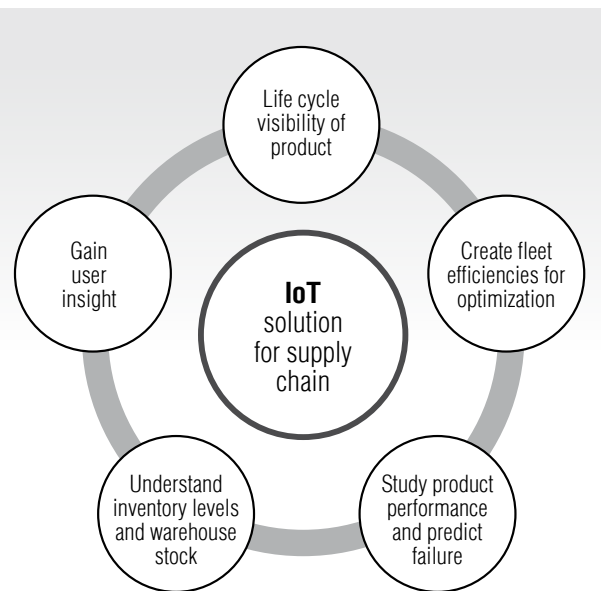 Life cycle
visibility of
product
Create fleet
efficiencies for
optimization
Study product
performance
and predict
failure
Understand
inventory levels
and warehouse
stock
Gain
user
insight
IoT
solution
for supply
chain